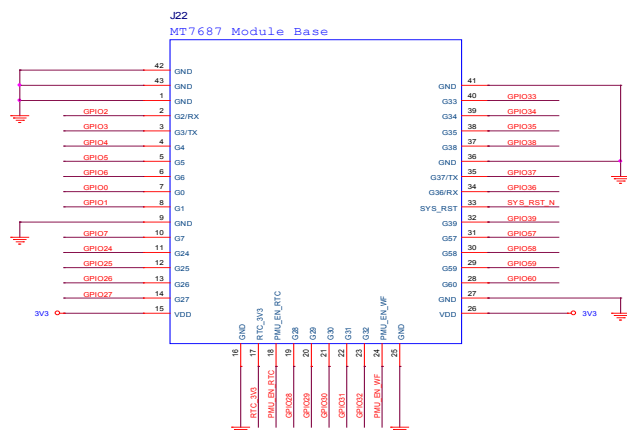 J22
MT7687 Module Base
42 GND
43 GND
1 GND
GPIO2 2 G2/RX
GPIO3 3 G3/TX
GPIO4 4 G4
GPIO5 5 G5
GPIO6 6 G6
GPIO0 7 G0
GPIO1 8 G1
9 GND
GPIO7 10 G7
GPIO24 11 G24
GPIO25 12 G25
GPIO26 13 G26
GPIO27 14 G27
3V3 15 VDD
GND 41
G33 40 GPIO33
G34 39 GPIO34
G35 38 GPIO35
G38 37 GPIO38
GND 36
G37/TX 35 GPIO37
G36/RX 34 GPIO36
SYS_RST 33 SYS_RST_N
G39 32 GPIO39
G57 31 GPIO57
G58 30 GPIO58
G59 29 GPIO59
G60 28 GPIO60
GND 27
VDD 26 3V3
GND 16
RTC_3V3 17 RTC_3V3
PMU_EN_RTC 18 PMU_EN_RTC
G28 19 GPIO28
G29 20 GPIO29
G30 21 GPIO30
G31 22 GPIO31
G32 23 GPIO32
PMU_EN_WF 24 PMU_EN_WF
GND 25